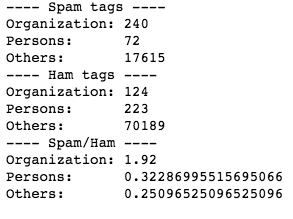 ---- Spam tags ----
Organization: 240
Persons: 72
Others: 17615
---- Ham tags ----
Organization: 124
Persons: 223
Others: 70189
---- Spam/Ham ----
Organization: 1.92
Persons: 0.32286995515695066
Others: 0.25096525096525096